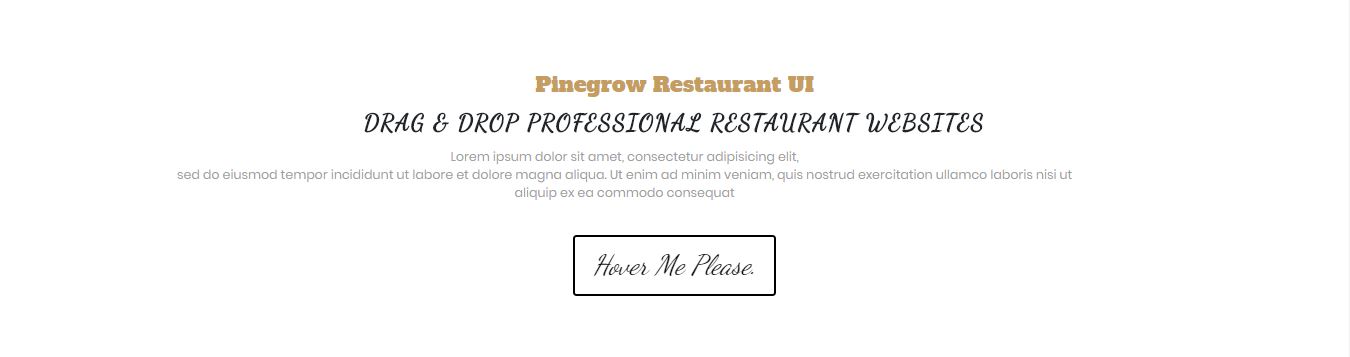 Pinegrow Restaurant UI
DRAG & DROP PROFESSIONAL RESTAURANT WEBSITES
Lorem ipsum dolor sit amet, consectetur adipisicing elit,
sed do eiusmod tempor incididunt ut labore et dolore magna aliqua. Ut enim ad minim veniam, quis nostrud exercitation ullamco laboris nisi ut
aliquip ex ea commodo consequat
Hover Me Please.